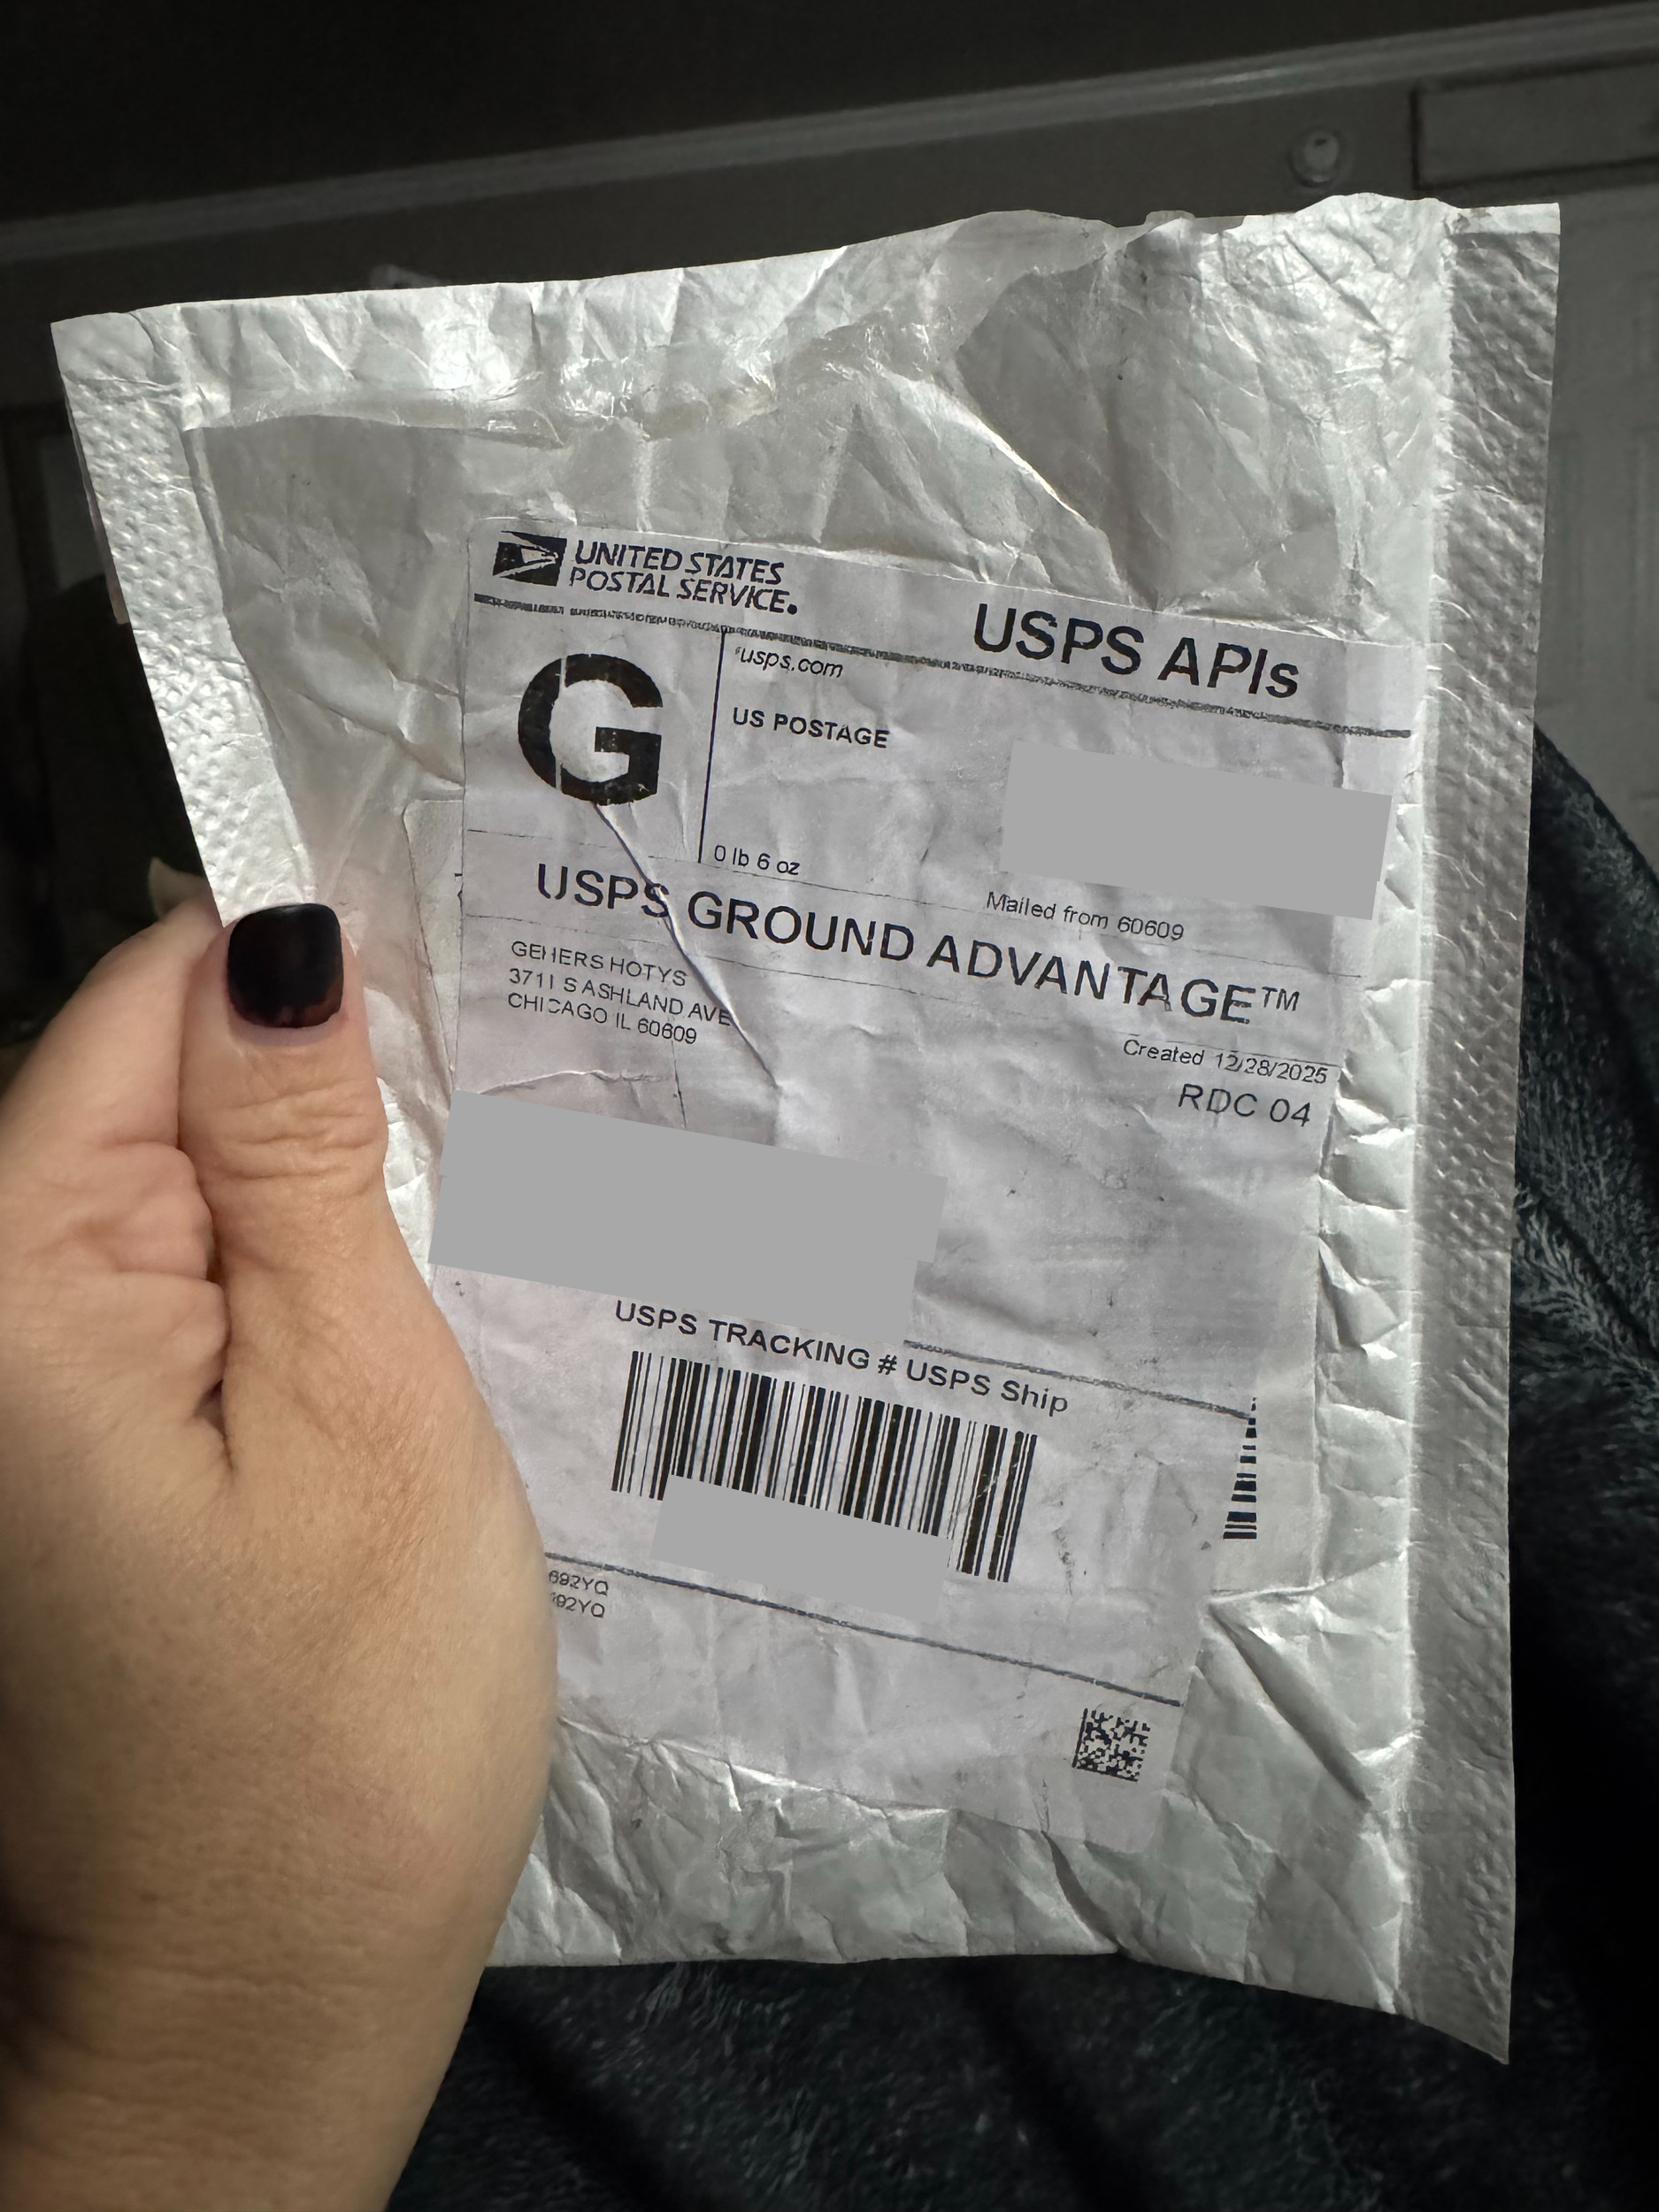 UNITED STATES
POSTAL SERVICE.
USPS APIs
G
usps.com
US POSTAGE
0 lb 6 oz
Mailed from 60609
USPS GROUND ADVANTAGE™
GEHERS HOTYS
3711 S ASHLAND AVE
CHICAGO IL 60609
Created 12/28/2025
RDC 04
USPS TRACKING # USPS Ship
692YQ
92YQ